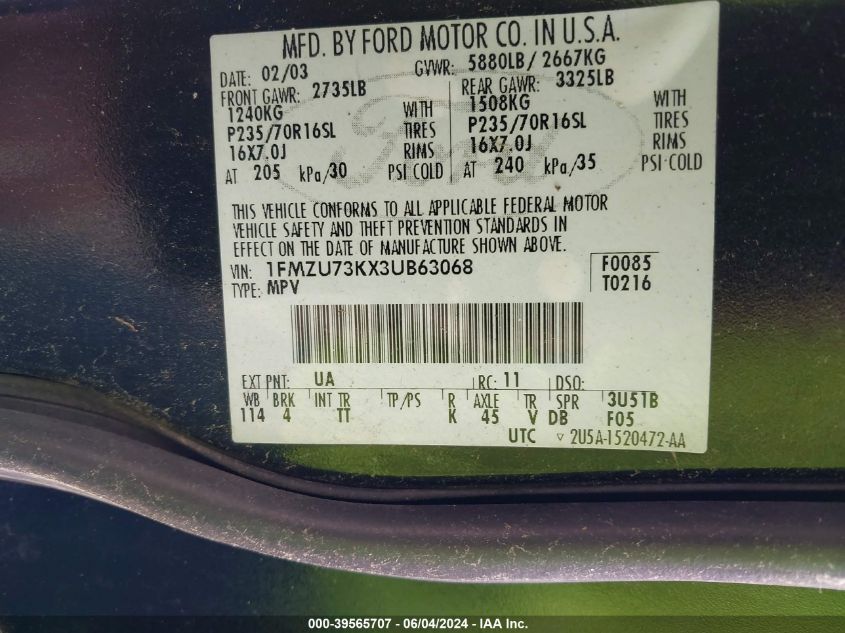 MFD. BY FORD MOTOR CO. IN U.S.A.
DATE: 02/03 GVWR: 5880LB/ 2667KG
FRONT GAWR: 2735LB REAR GAWR: 3325LB
1240KG WITH 1508KG WITH
P235/70R16SL TIRES P235/70R16SL TIRES
16X7.0J RIMS 16X7.0J RIMS
AT 205 kPa/30 PSI COLD AT 240 kPa/35 PSI COLD
THIS VEHICLE CONFORMS TO ALL APPLICABLE FEDERAL MOTOR
VEHICLE SAFETY AND THEFT PREVENTION STANDARDS IN
EFFECT ON THE DATE OF MANUFACTURE SHOWN ABOVE.
VIN: 1FMZU73KX3UB63068 F0085
TYPE: MPV T0216
EXT PNT: UA RC: 11 DSO:
WB BRK INT TR TP/PS R AXLE TR SPR 3U51B
114 4 TT K 45 V DB F05
UTC ▽ 2U5A-1520472-AA
Ford
000-39565707 - 06/04/2024 - IAA Inc.